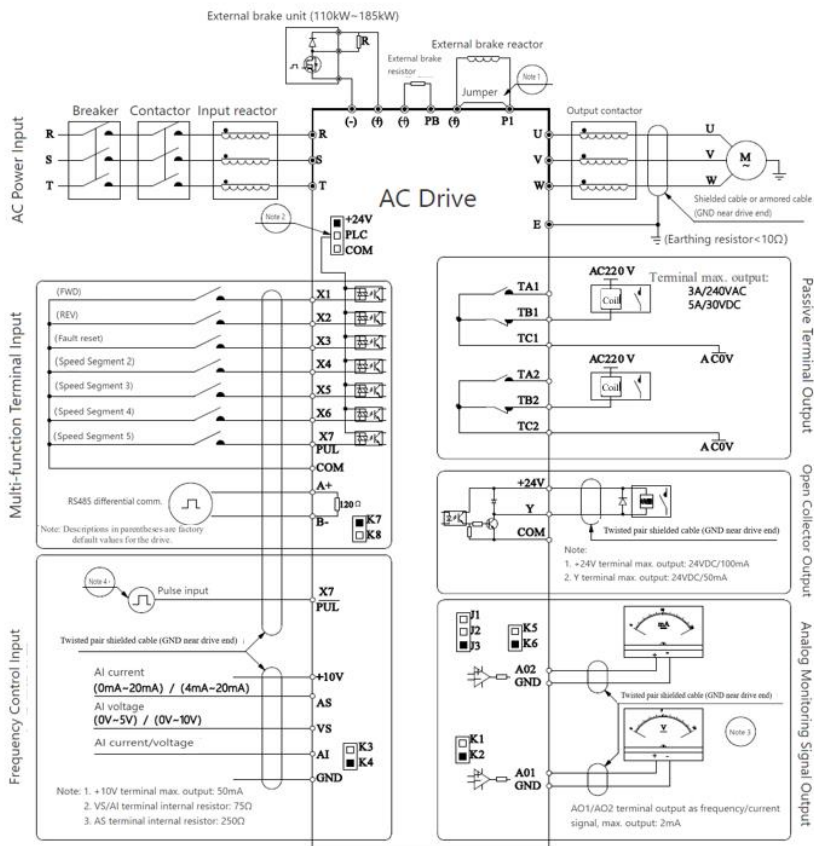 External brake unit (110kW~185kW)
R
External brake resistor
External brake reactor
Jumper
Note 1
(-)
(+)
(+)
PB
(+)
P1
AC Power Input
Breaker
Contactor
Input reactor
R
S
T
R
S
T
AC Drive
Output contactor
U
V
W
U
V
W
M
~
E
Shielded cable or armored cable
(GND near drive end)
(Earthing resistor<10Ω)
Note 2
+24V
PLC
COM
Multi-function Terminal Input
(FWD)
X1
(REV)
X2
(Fault reset)
X3
(Speed Segment 2)
X4
(Speed Segment 3)
X5
(Speed Segment 4)
X6
(Speed Segment 5)
X7
PUL
COM
RS485 differential comm.
A+
120Ω
B-
K7
K8
Note: Descriptions in parentheses are factory
default values for the drive.
Frequency Control Input
Note 4
Pulse input
X7
PUL
Twisted pair shielded cable (GND near drive end)
AI current
(0mA~20mA) / (4mA~20mA)
AI voltage
(0V~5V) / (0V~10V)
AI current/voltage
+10V
AS
VS
AI
GND
K3
K4
Note: 1. +10V terminal max. output: 50mA
2. VS/AI terminal internal resistor: 75Ω
3. AS terminal internal resistor: 250Ω
Passive Terminal Output
TA1
TB1
TC1
AC220V
Coil
Terminal max. output:
3A/240VAC
5A/30VDC
AC0V
TA2
TB2
TC2
AC220V
Coil
AC0V
Open Collector Output
+24V
Y
COM
Twisted pair shielded cable (GND near drive end)
Note:
1. +24V terminal max. output: 24VDC/100mA
2. Y terminal max. output: 24VDC/50mA
Analog Monitoring Signal Output
J1
J2
J3
K5
K6
A02
GND
mA
- +
Twisted pair shielded cable (GND near drive end)
K1
K2
A01
GND
V
- +
Note 3
AO1/AO2 terminal output as frequency/current
signal, max. output: 2mA